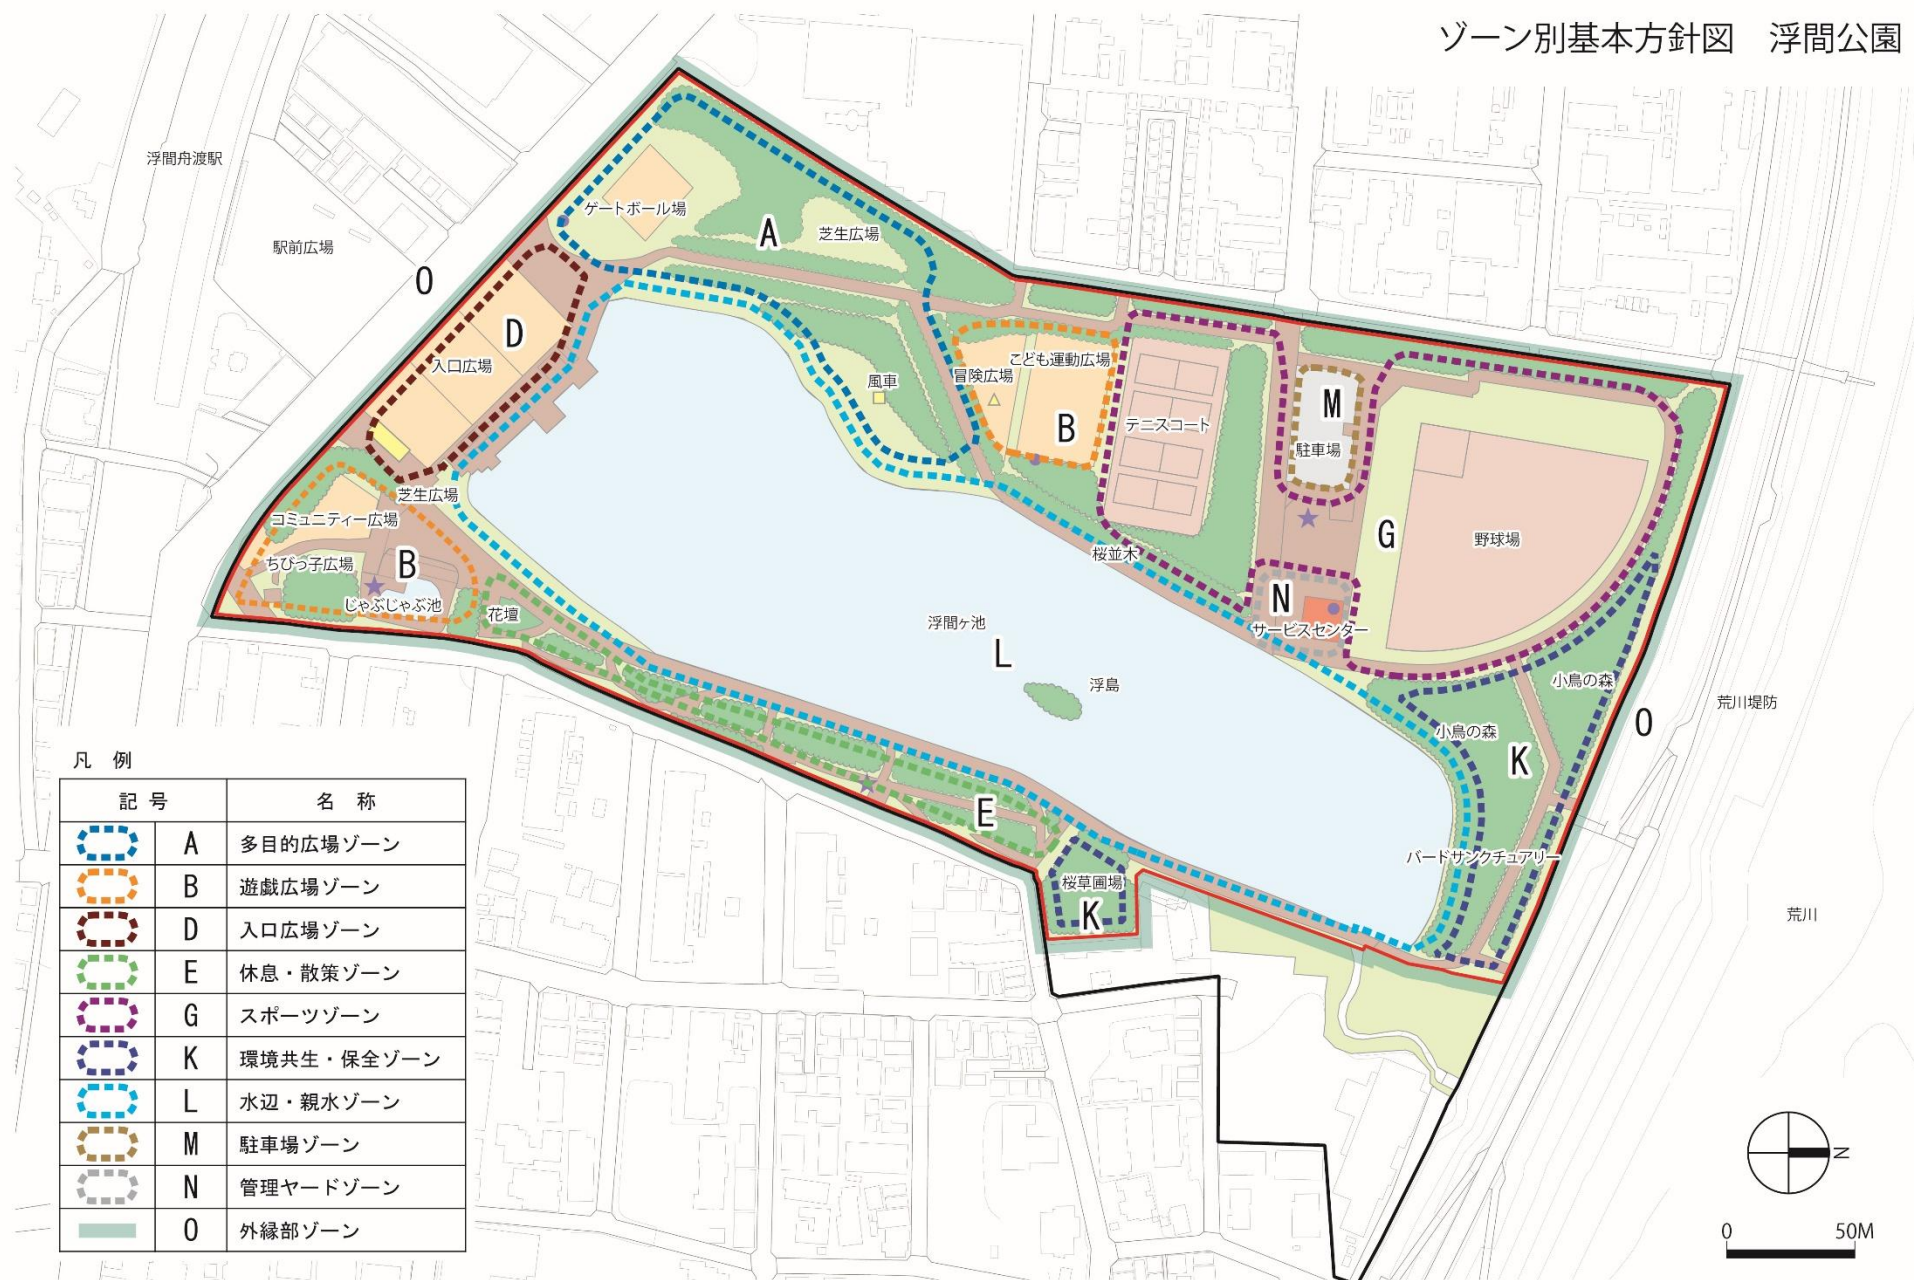 ゾーン別基本方針図　浮間公園
浮間舟渡駅
駅前広場
O
ゲートボール場
A
芝生広場
D
入口広場
風車
冒険広場
こども運動広場
B
テニスコート
M
駐車場
G
野球場
芝生広場
コミュニティー広場
ちびっ子広場
B
じゃぶじゃぶ池
花壇
桜並木
N
サービスセンター
浮間ヶ池
L
浮島
小鳥の森
小鳥の森
K
O
荒川堤防
E
バードサンクチュアリー
桜草圃場
K
荒川
凡 例
記 号 名 称
A 多目的広場ゾーン
B 遊戯広場ゾーン
D 入口広場ゾーン
E 休息・散策ゾーン
G スポーツゾーン
K 環境共生・保全ゾーン
L 水辺・親水ゾーン
M 駐車場ゾーン
N 管理ヤードゾーン
O 外縁部ゾーン
N
0 50M